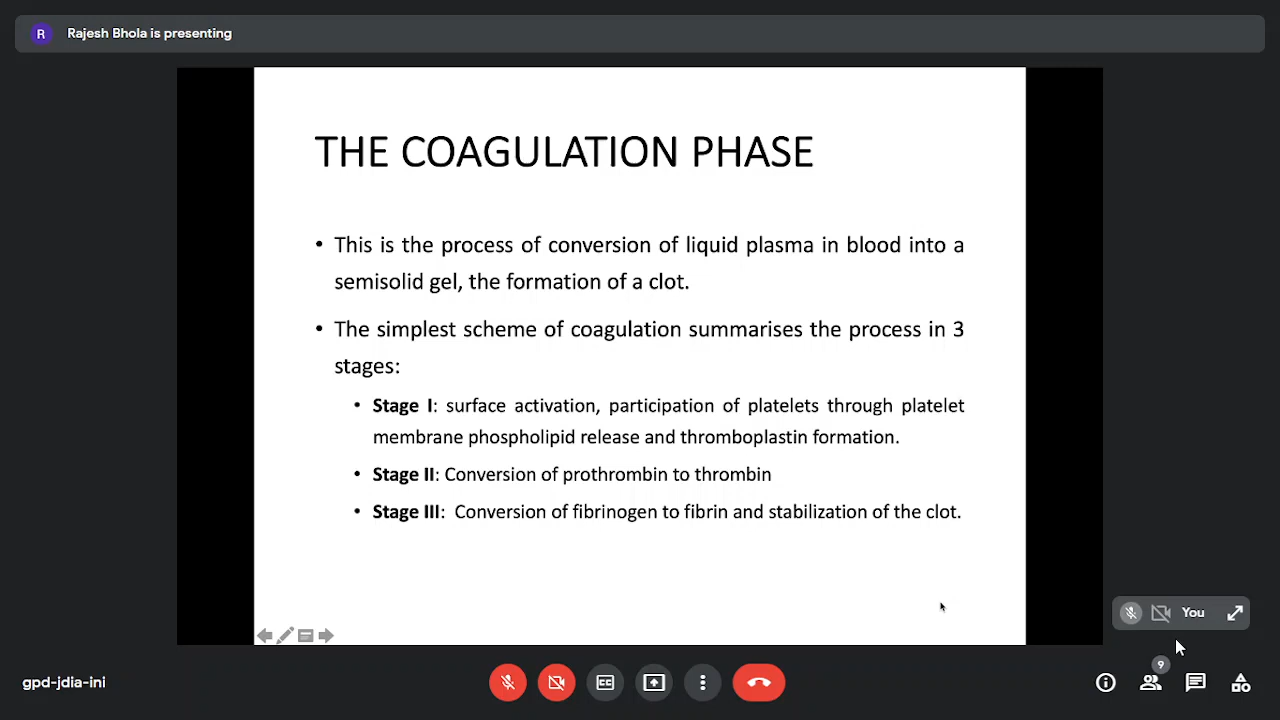 R Rajesh Bhola is presenting
THE COAGULATION PHASE
• This is the process of conversion of liquid plasma in blood into a
semisolid gel, the formation of a clot.
• The simplest scheme of coagulation summarises the process in 3
stages:
• Stage I: surface activation, participation of platelets through platelet
membrane phospholipid release and thromboplastin formation.
• Stage II: Conversion of prothrombin to thrombin
• Stage III: Conversion of fibrinogen to fibrin and stabilization of the clot.
You
9
gpd-jdia-ini
CC